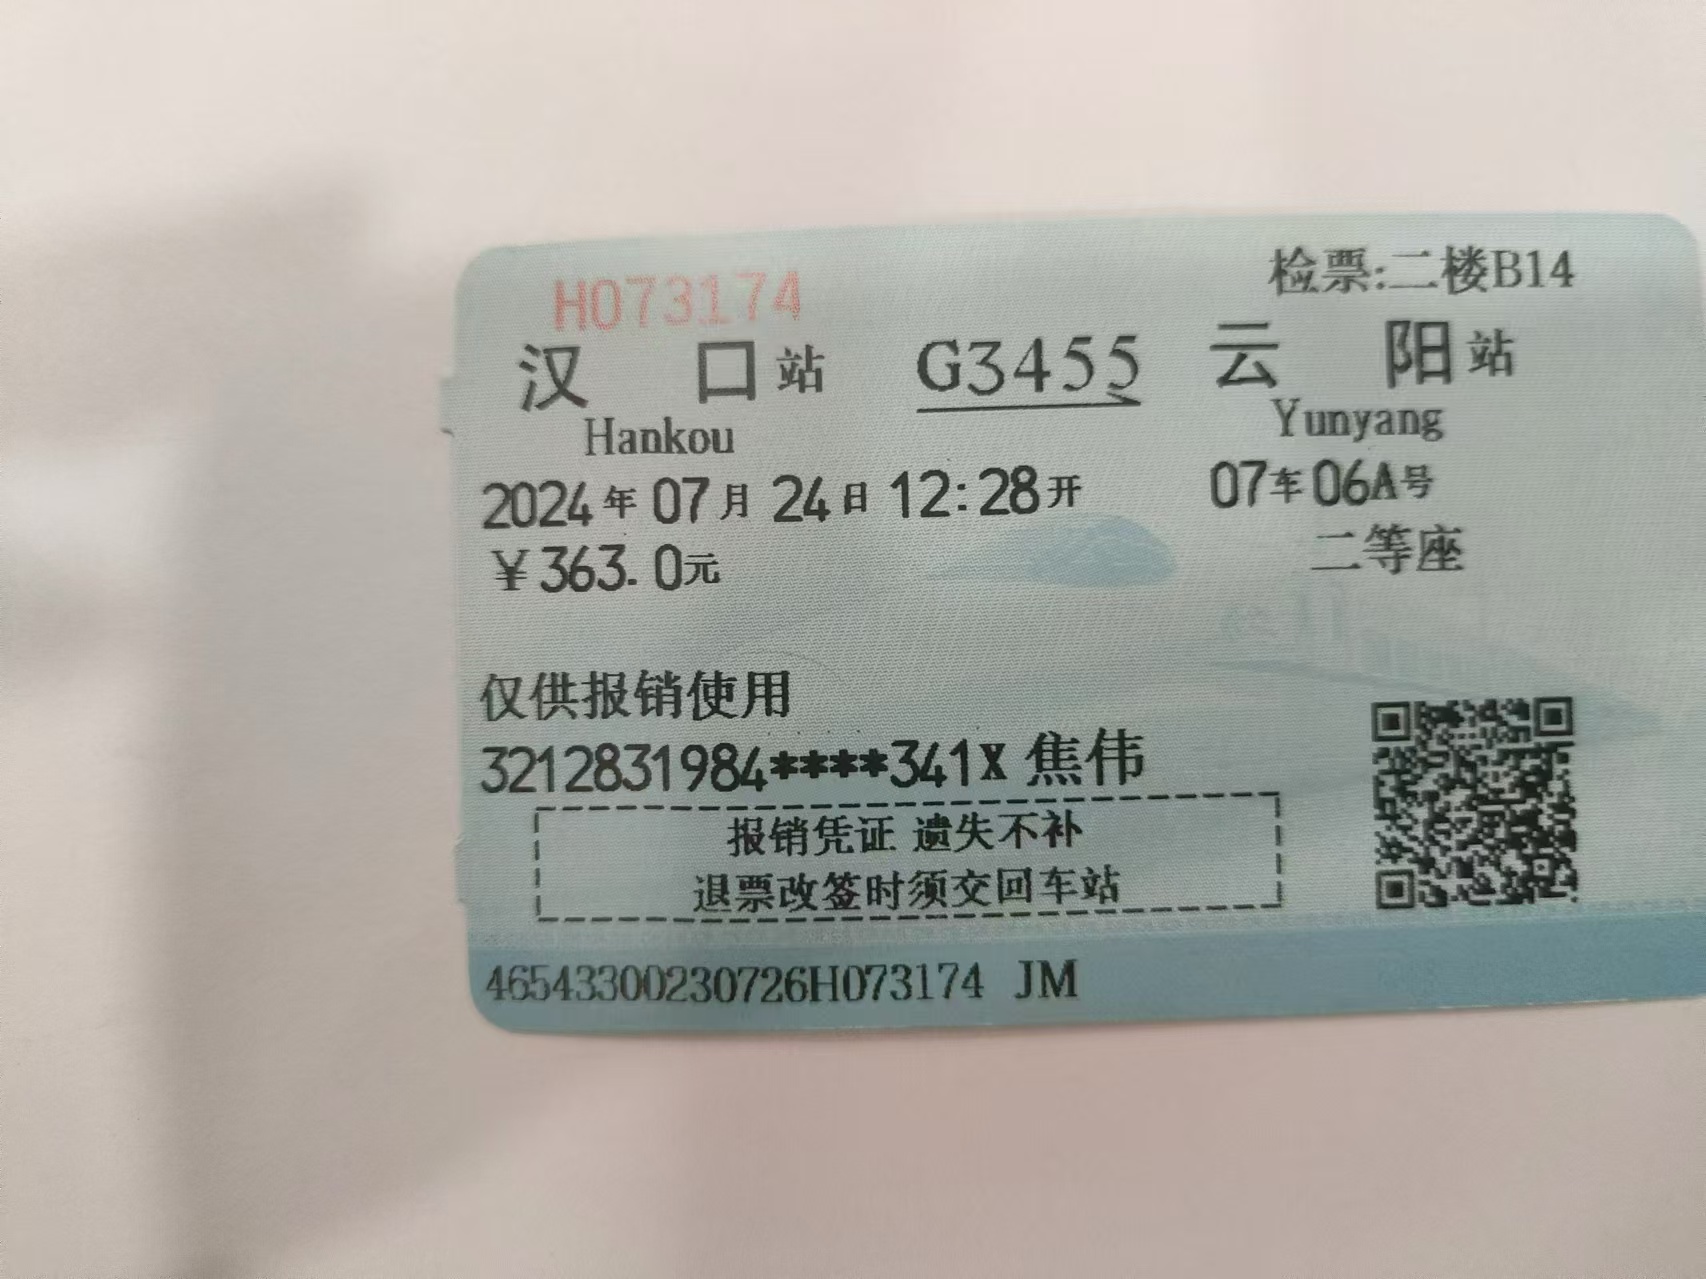 H073174 检票:二楼B14
汉口站 G3455 云阳站
Hankou Yunyang
2024年07月24日12:28开 07车06A号
￥363.0元 二等座
仅供报销使用
3212831984****341X 焦伟
报销凭证 遗失不补
退票改签时须交回车站
46543300230726H073174 JM